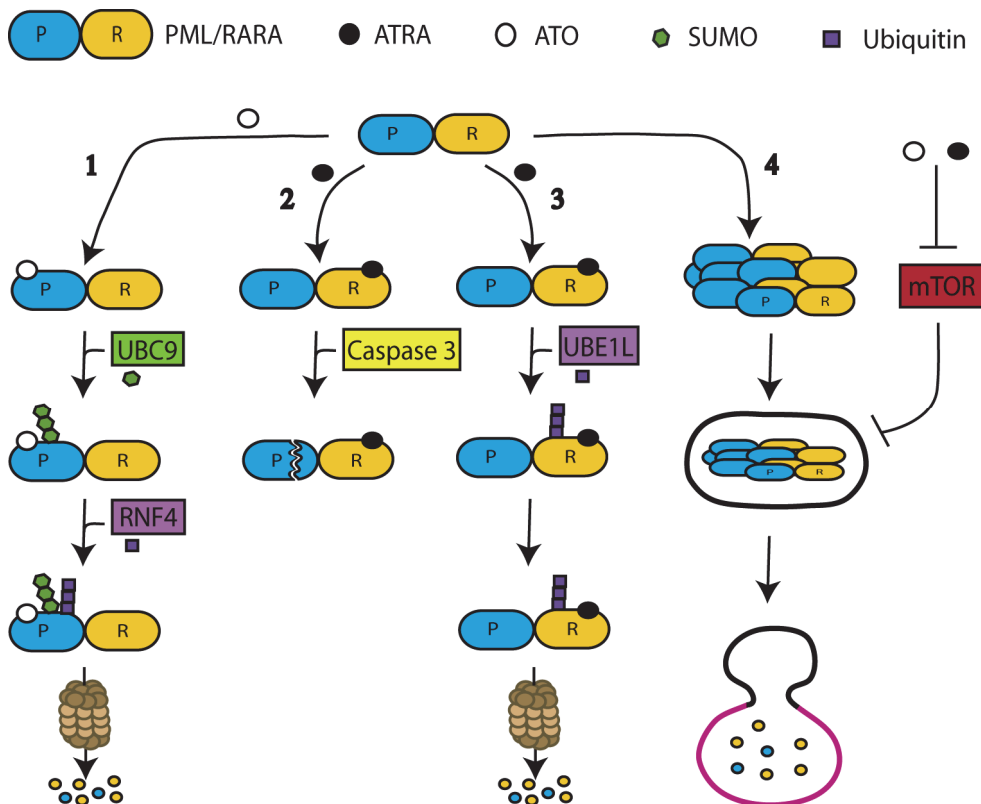 P R PML/RARA ATRA ATO SUMO Ubiquitin
P R
1 2 3 4
P R P R P R P R mTOR
UBC9 Caspase 3 UBE1L
P R P R P R P R
RNF4
P R P R